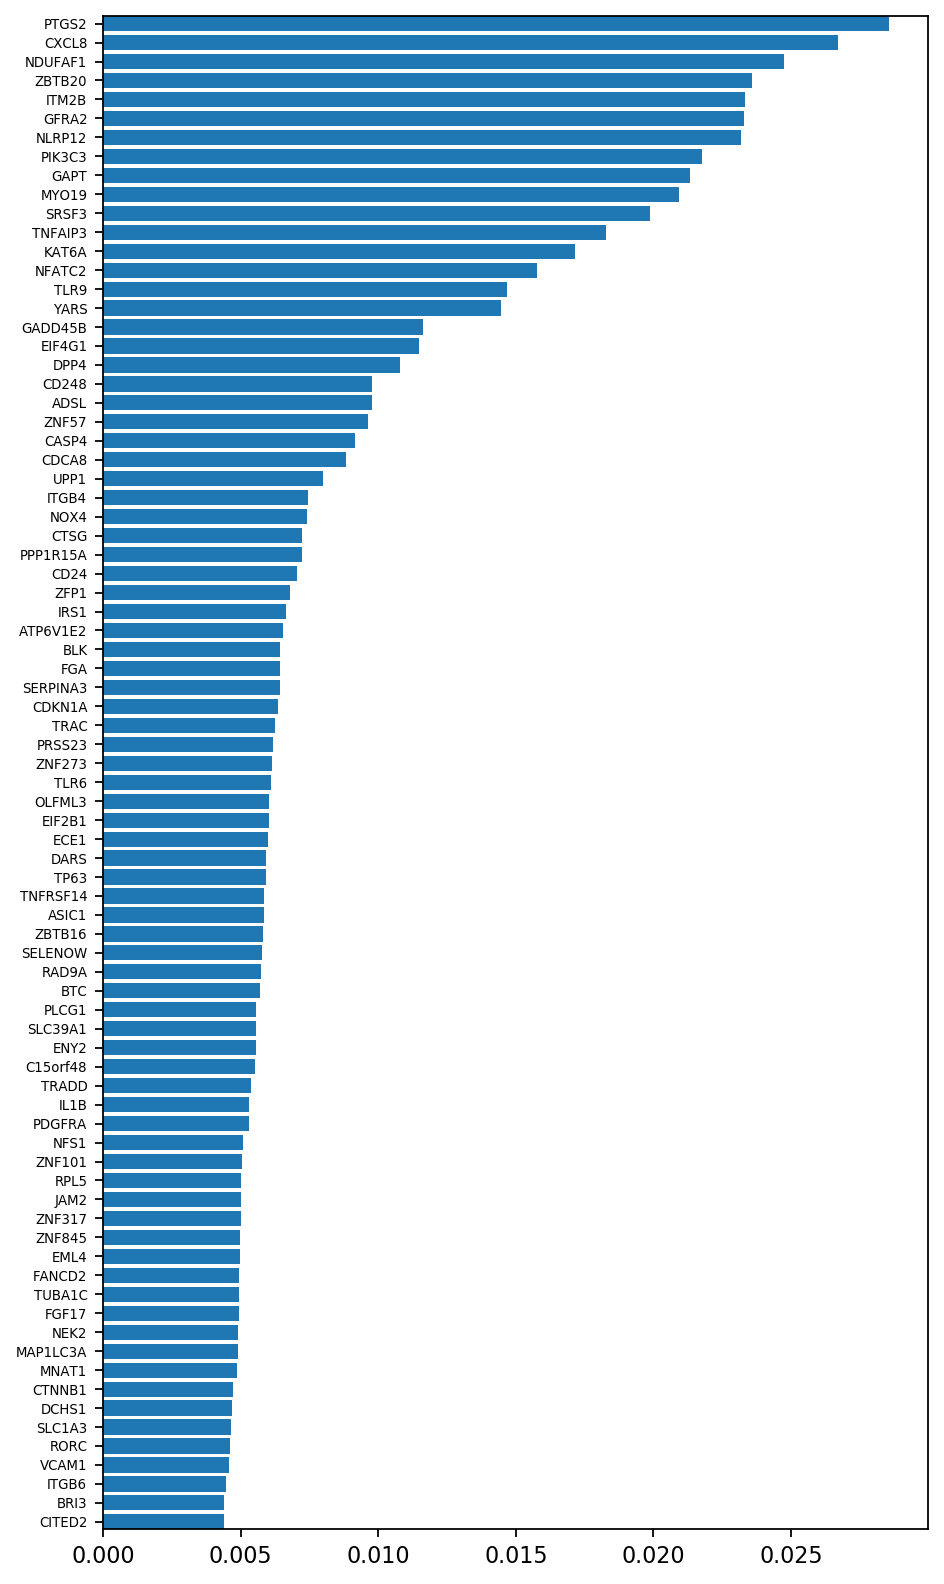 PTGS2
CXCL8
NDUFAF1
ZBTB20
ITM2B
GFRA2
NLRP12
PIK3C3
GAPT
MYO19
SRSF3
TNFAIP3
KAT6A
NFATC2
TLR9
YARS
GADD45B
EIF4G1
DPP4
CD248
ADSL
ZNF57
CASP4
CDCA8
UPP1
ITGB4
NOX4
CTSG
PPP1R15A
CD24
ZFP1
IRS1
ATP6V1E2
BLK
FGA
SERPINA3
CDKN1A
TRAC
PRSS23
ZNF273
TLR6
OLFML3
EIF2B1
ECE1
DARS
TP63
TNFRSF14
ASIC1
ZBTB16
SELENOW
RAD9A
BTC
PLCG1
SLC39A1
ENY2
C15orf48
TRADD
IL1B
PDGFRA
NFS1
ZNF101
RPL5
JAM2
ZNF317
ZNF845
EML4
FANCD2
TUBA1C
FGF17
NEK2
MAP1LC3A
MNAT1
CTNNB1
DCHS1
SLC1A3
RORC
VCAM1
ITGB6
BRI3
CITED2
0.000 0.005 0.010 0.015 0.020 0.025